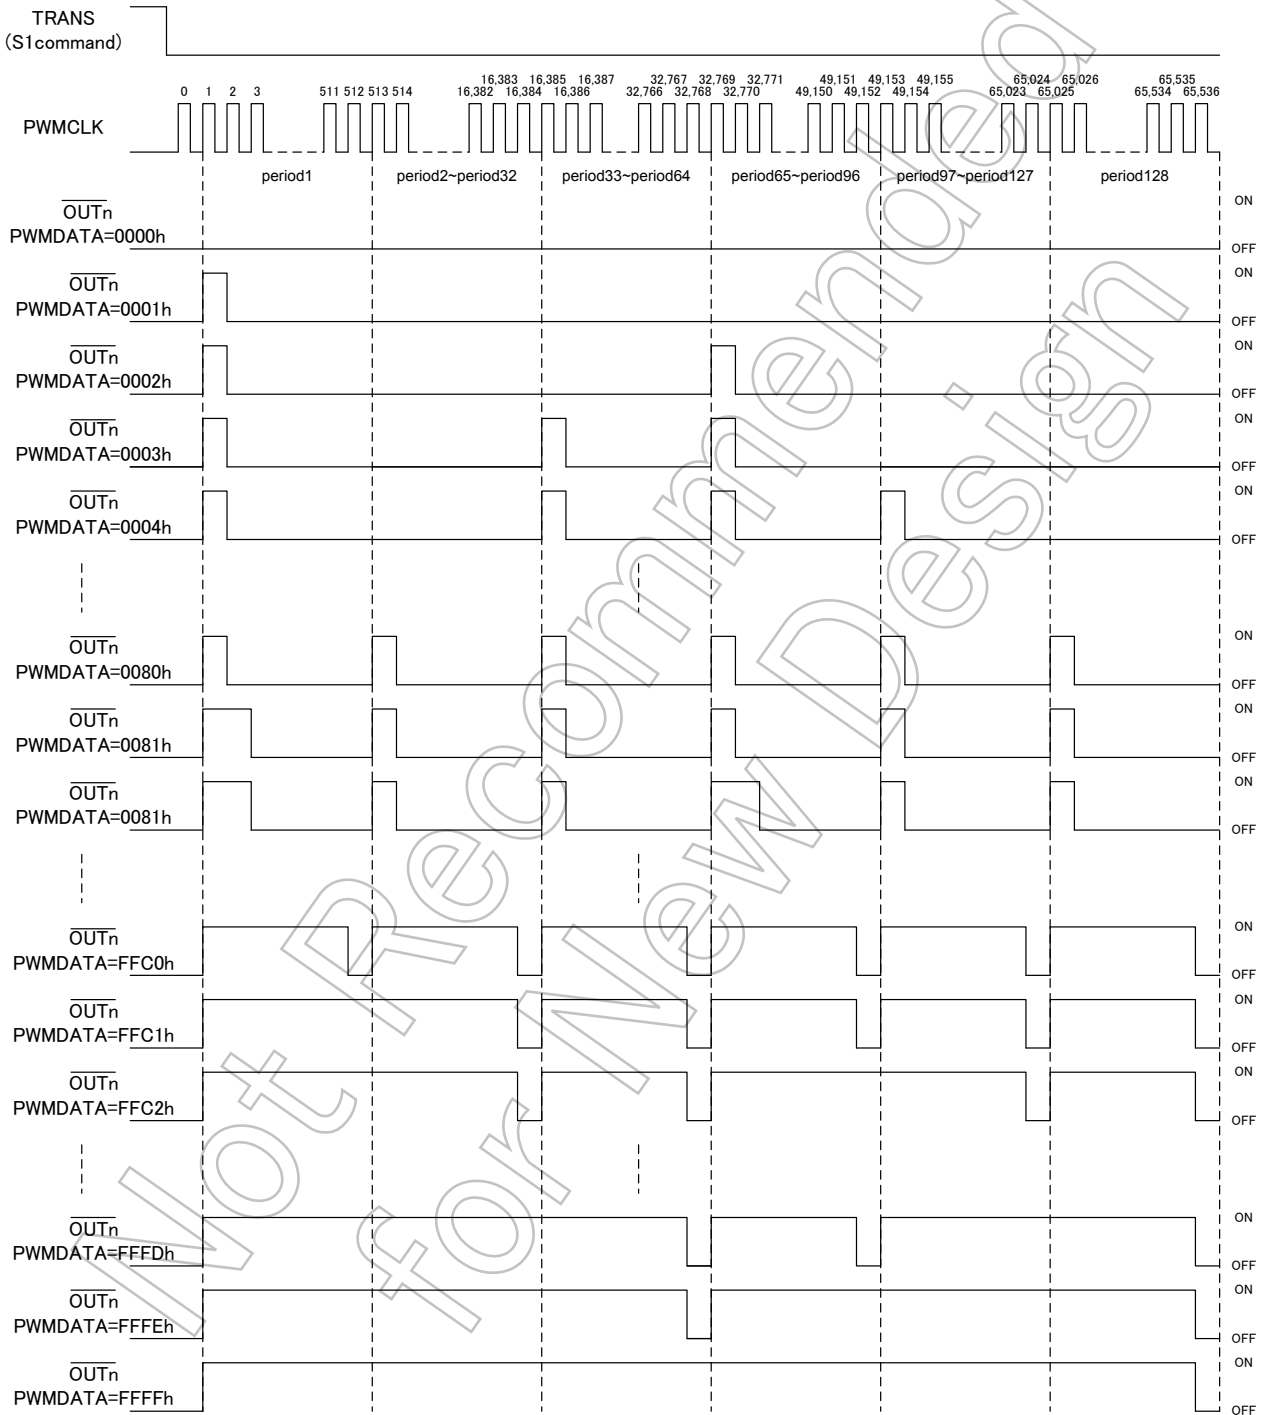 TRANS
(S1command)
16,383 16,385 16,387 32,767 32,769 32,771 49,151 49,153 49,155 65,024 65,026 65,535
0 1 2 3 511 512 513 514 16,382 16,384 16,386 32,766 32,768 32,770 49,150 49,152 49,154 65,023 65,025 65,534 65,536
PWMCLK
period1 period2~period32 period33~period64 period65~period96 period97~period127 period128
OUTn ON
PWMDATA=0000h OFF
OUTn ON
PWMDATA=0001h OFF
OUTn ON
PWMDATA=0002h OFF
OUTn ON
PWMDATA=0003h OFF
OUTn ON
PWMDATA=0004h OFF
OUTn ON
PWMDATA=0080h OFF
OUTn ON
PWMDATA=0081h OFF
OUTn ON
PWMDATA=0081h OFF
OUTn ON
PWMDATA=FFC0h OFF
OUTn ON
PWMDATA=FFC1h OFF
OUTn ON
PWMDATA=FFC2h OFF
OUTn ON
PWMDATA=FFFDh OFF
OUTn ON
PWMDATA=FFFEh OFF
OUTn ON
PWMDATA=FFFFh OFF
Not Recommended
for New Design